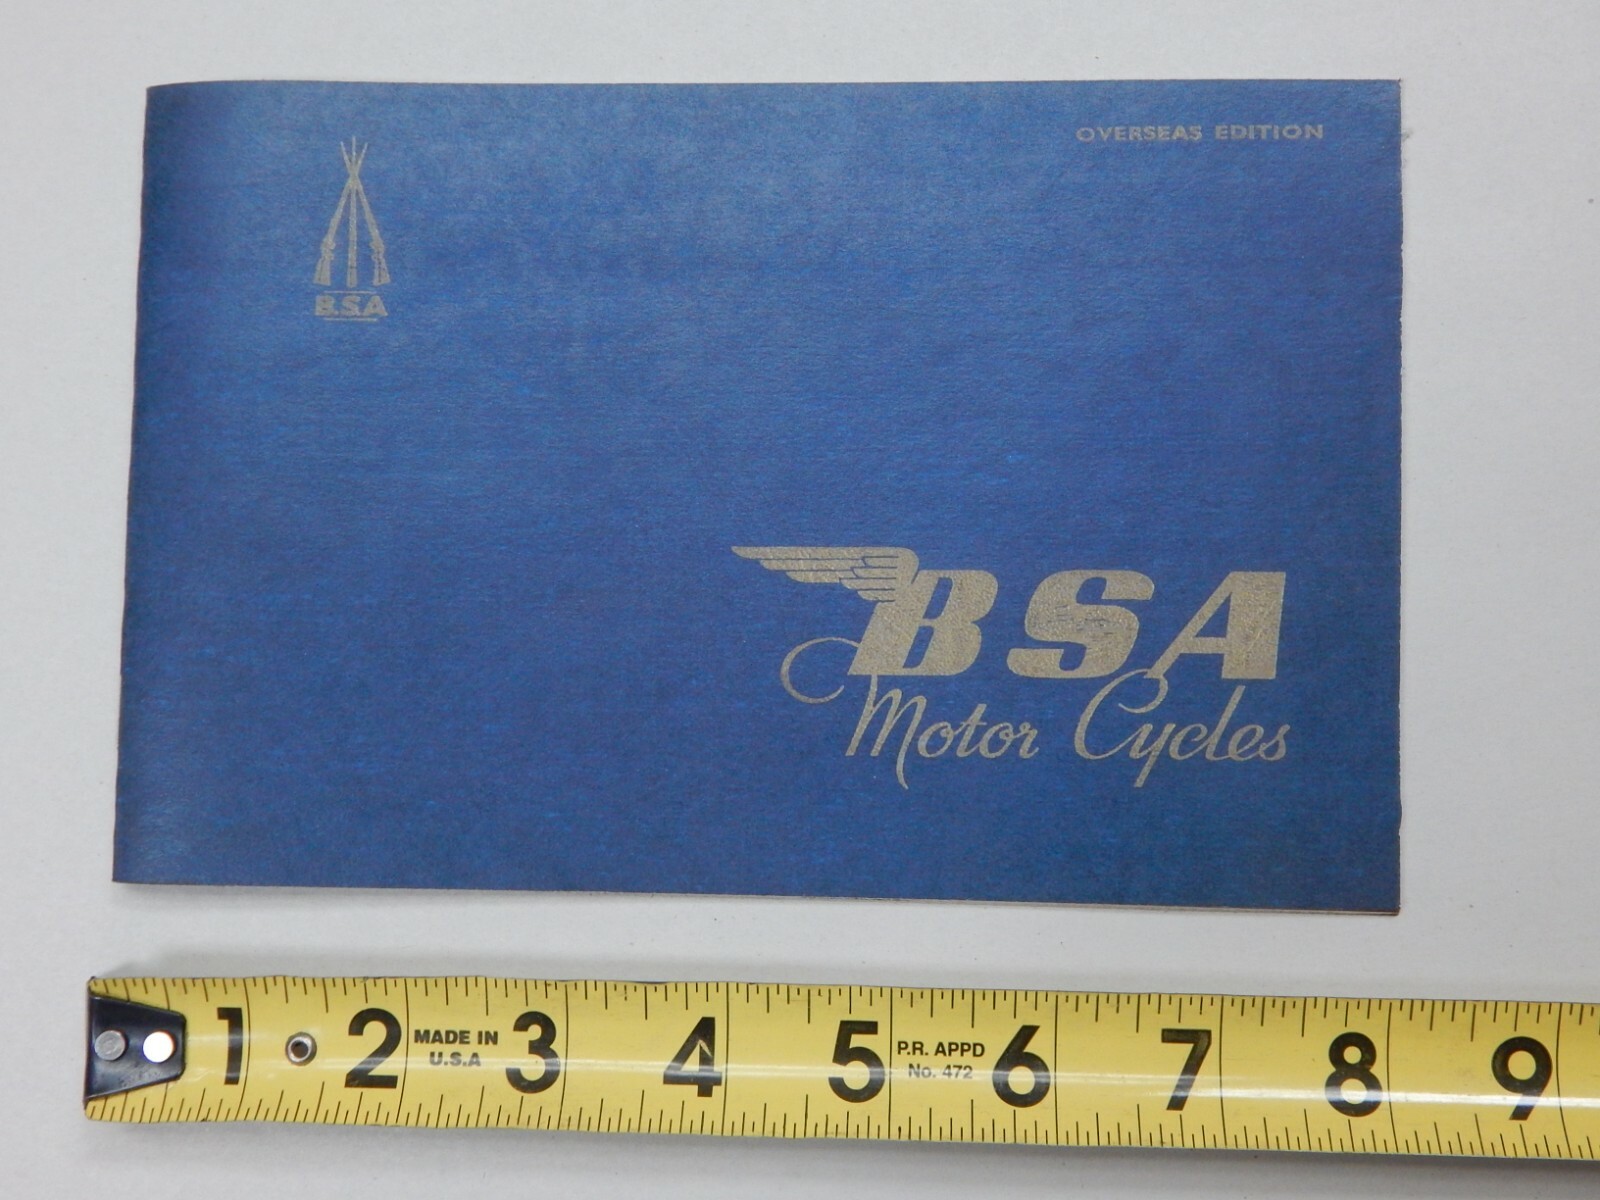 OVERSEAS EDITION
B.S.A
BSA
Motor Cycles
1 2 MADE IN 3 4 5 P.R. APPD 6 7 8 9
U.S.A No. 472